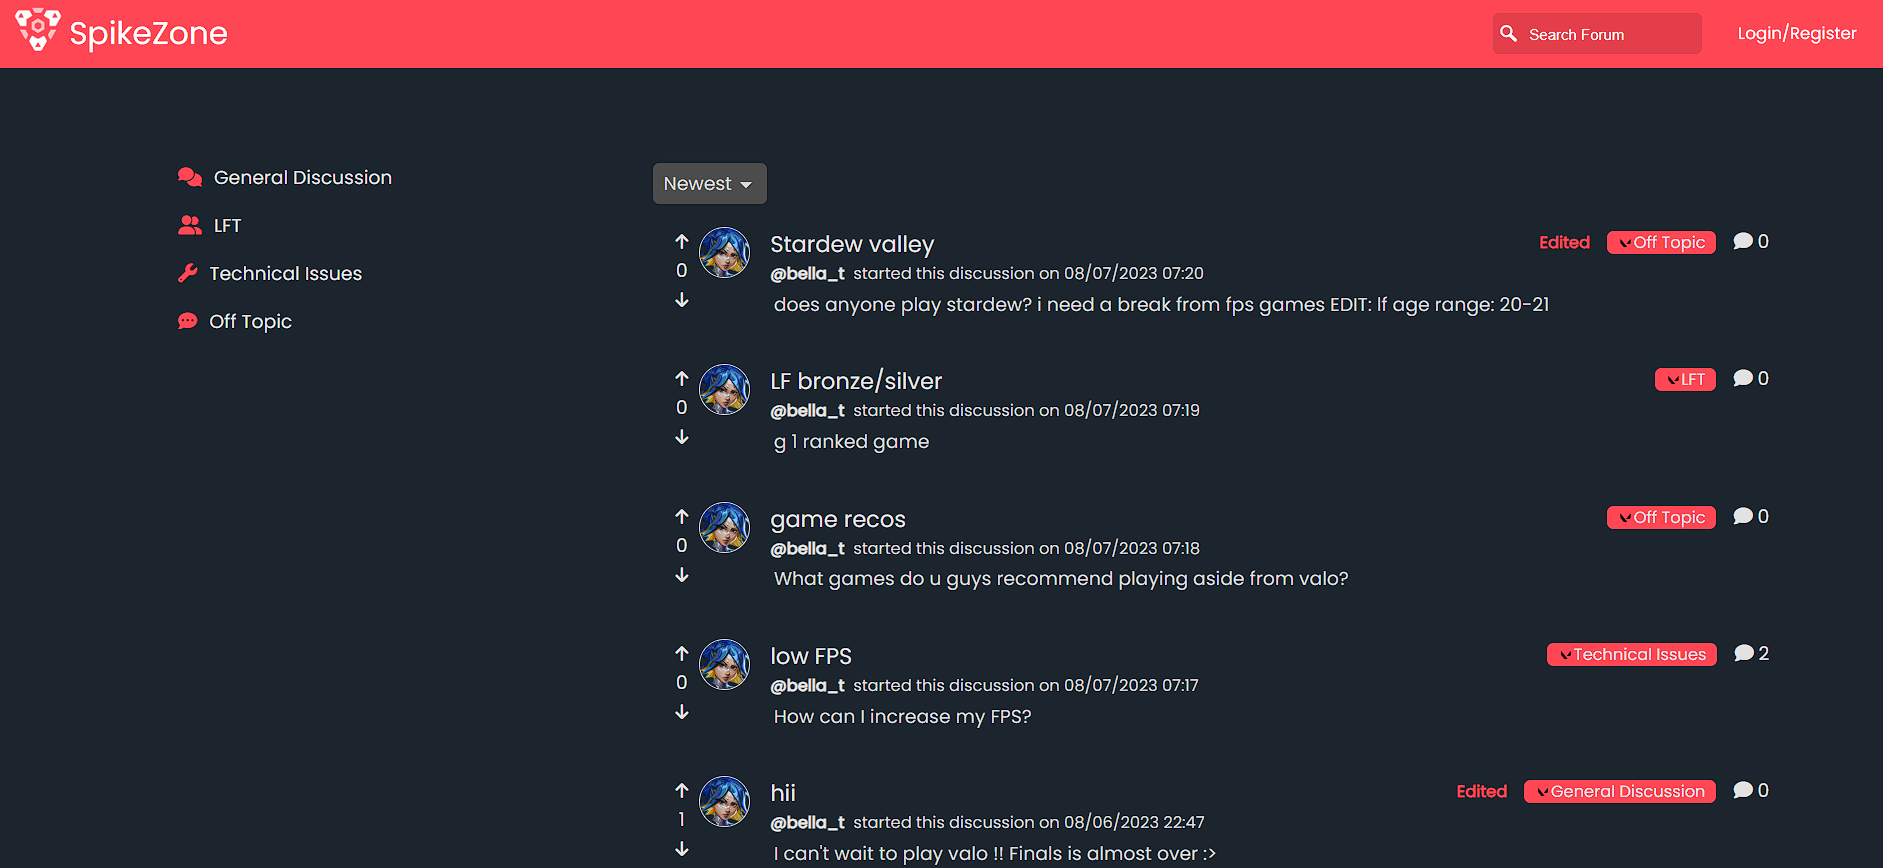 SpikeZone
Search Forum
Login/Register
General Discussion
LFT
Technical Issues
Off Topic
Newest
Stardew valley
Edited
Off Topic
0
0
@bella_t started this discussion on 08/07/2023 07:20
does anyone play stardew? i need a break from fps games EDIT: lf age range: 20-21
LF bronze/silver
LFT
0
0
@bella_t started this discussion on 08/07/2023 07:19
g 1 ranked game
game recos
Off Topic
0
0
@bella_t started this discussion on 08/07/2023 07:18
What games do u guys recommend playing aside from valo?
low FPS
Technical Issues
2
0
@bella_t started this discussion on 08/07/2023 07:17
How can I increase my FPS?
hii
Edited
General Discussion
0
1
@bella_t started this discussion on 08/06/2023 22:47
I can't wait to play valo !! Finals is almost over :>